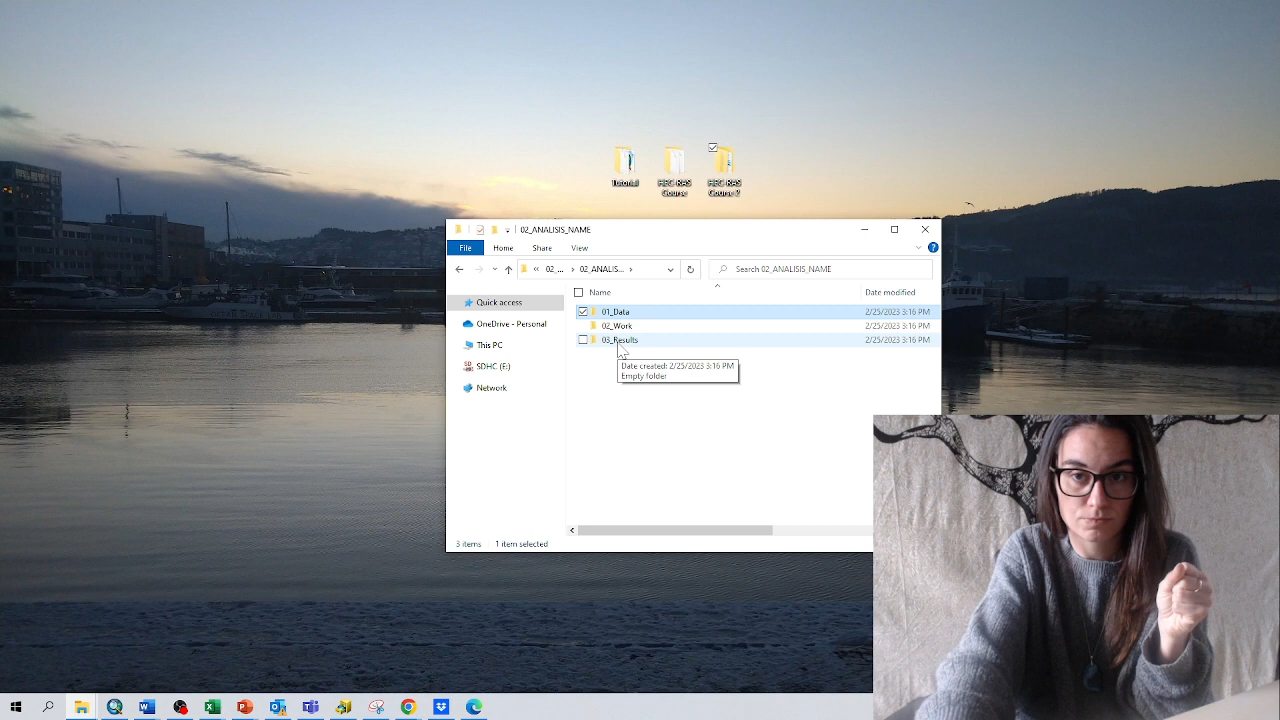 Tutorial
HEC-RAS
Course
HEC-RAS
Course 2
02_ANALISIS_NAME
File
Home
Share
View
« 02_... › 02_ANALIS... ›
Search 02_ANALISIS_NAME
Name
Date modified
Quick access
OneDrive - Personal
This PC
SDHC (E:)
Network
01_Data 2/25/2023 3:16 PM
02_Work 2/25/2023 3:16 PM
03_Results 2/25/2023 3:16 PM
Date created: 2/25/2023 3:16 PM
Empty folder
3 items 1 item selected